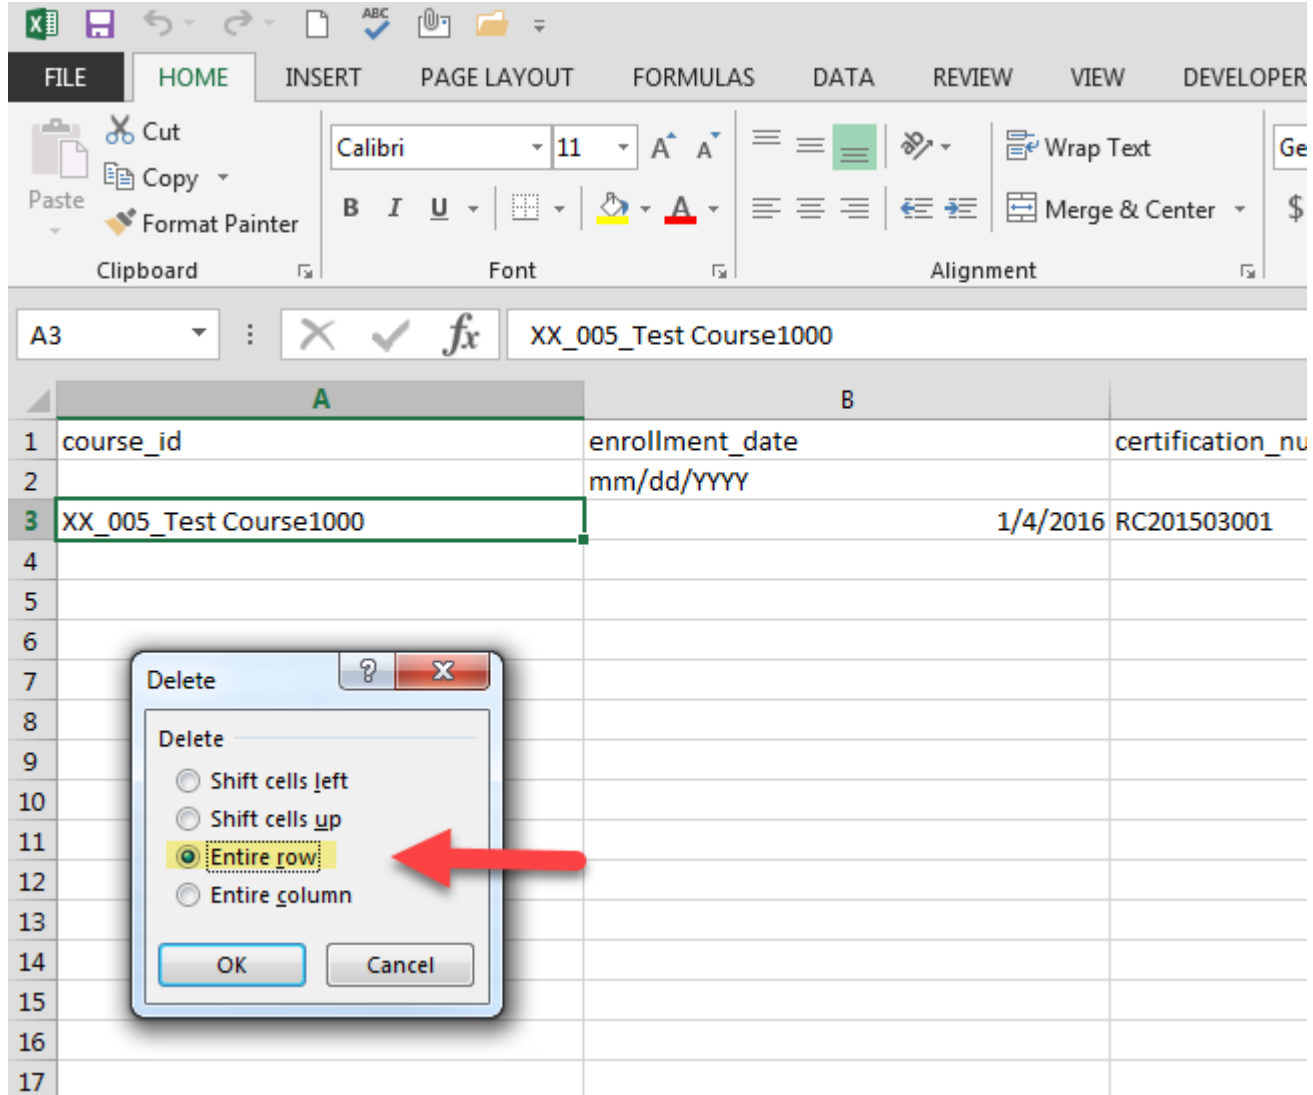 ABC
FILE HOME INSERT PAGE LAYOUT FORMULAS DATA REVIEW VIEW DEVELOPER
Cut
Copy
Paste
Format Painter
Clipboard
Calibri 11 A A
B I U A
Font
Wrap Text
Merge & Center
Alignment
Ge
$
A3 fx XX_005_Test Course1000
A B
1 course_id enrollment_date certification_nu
2 mm/dd/YYYY
3 XX_005_Test Course1000 1/4/2016 RC201503001
4
5
6
7
8
9
10
11
12
13
14
15
16
17
Delete ?
Delete
Shift cells left
Shift cells up
Entire row
Entire column
OK Cancel